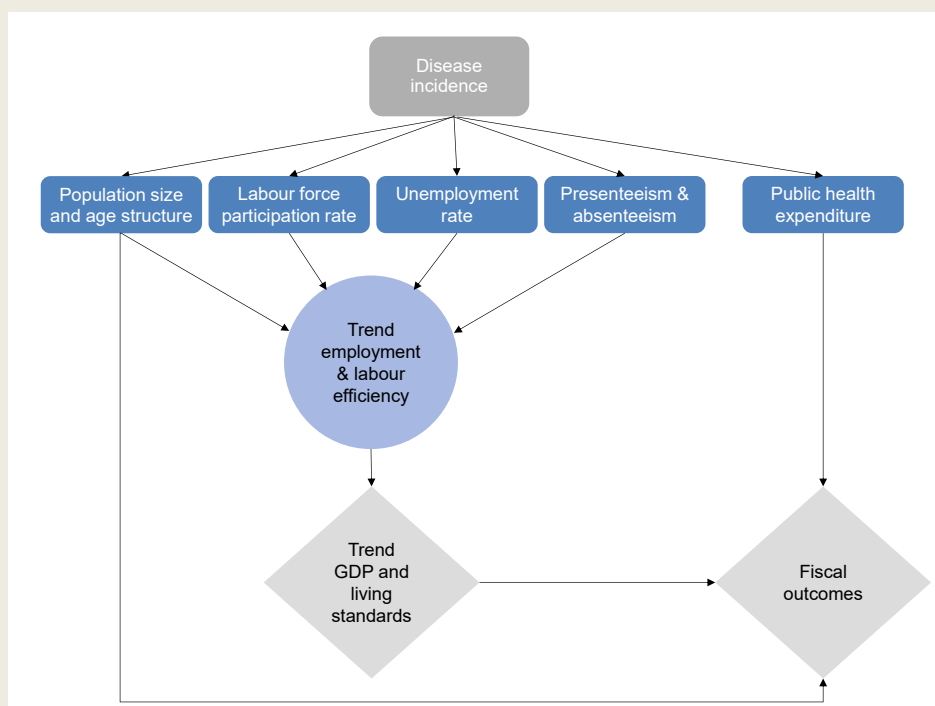 Disease
incidence
Population size
and age structure
Labour force
participation rate
Unemployment
rate
Presenteeism &
absenteeism
Public health
expenditure
Trend
employment
& labour
efficiency
Trend
GDP and
living
standards
Fiscal
outcomes